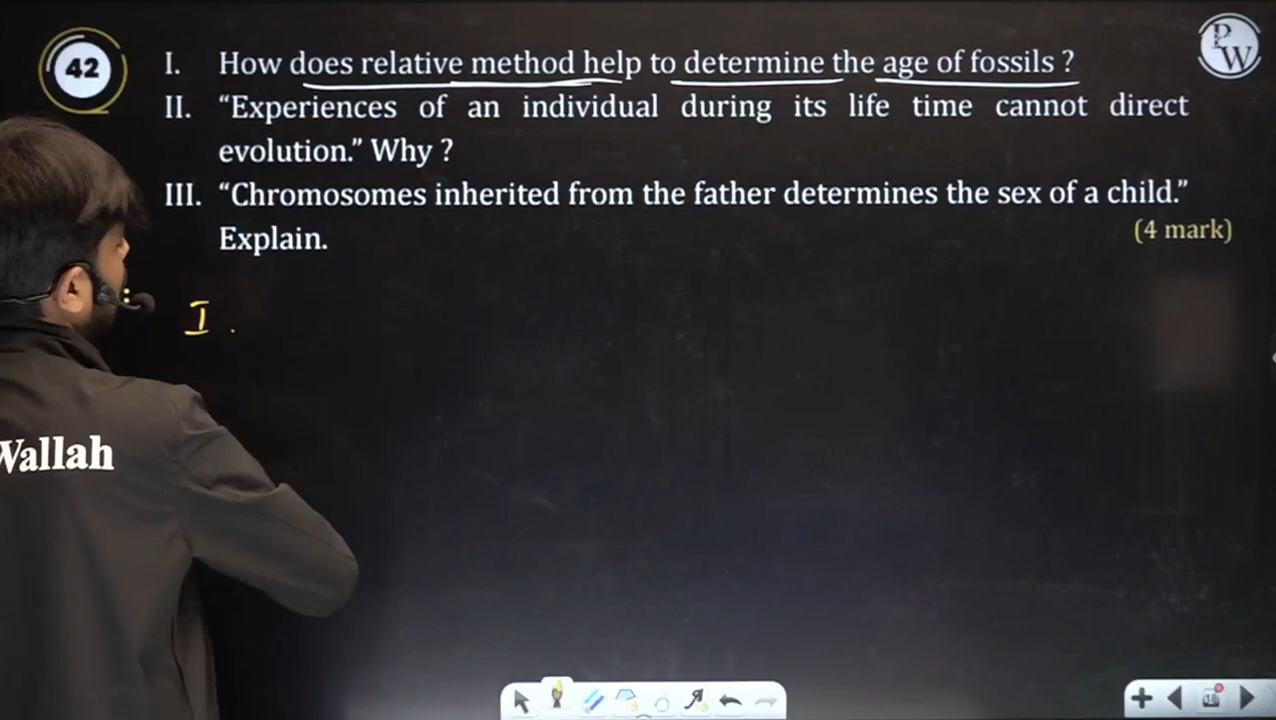 42
I. How does relative method help to determine the age of fossils ?
II. “Experiences of an individual during its life time cannot direct
evolution.” Why ?
III. “Chromosomes inherited from the father determines the sex of a child.”
Explain.
(4 mark)
I.
Wallah
PW
18